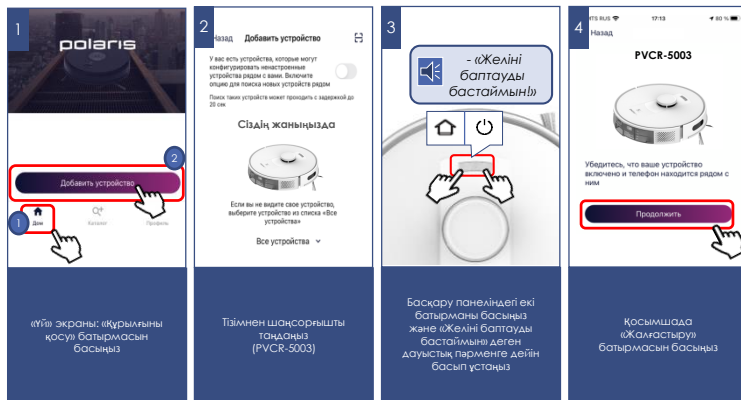 1
polaris
2
Добавить устройство
1
Дом
Каталог
Профиль
«Үй» экраны: «Құрылғыны
қосу» батырмасын
басыңыз
2
Назад Добавить устройство
У вас есть устройства, которые могут
конфигурировать ненастроенные
устройства рядом с вами. Включите
опцию для поиска новых устройств рядом
Поиск таких устройств может проходить с задержкой до
20 сек
Сіздің жаныңызда
Если вы не видите свое устройство,
выберите устройство из списка «Все
устройства»
Все устройства
Тізімнен шаңсорғышты
таңдаңыз
(PVCR-5003)
3
- «Желіні
баптауды
бастаймын!»
Басқару панеліндегі екі
батырманы басыңыз
және «Желіні баптауды
бастаймын» деген
дауыстық пәрменге дейін
басып ұстаңыз
4
MTS RUS 17:13 80 %
Назад
PVCR-5003
Убедитесь, что ваше устройство
включено и телефон находится рядом с
ним
Продолжить
Қосымшада
«Жалғастыру»
батырмасын басыңыз